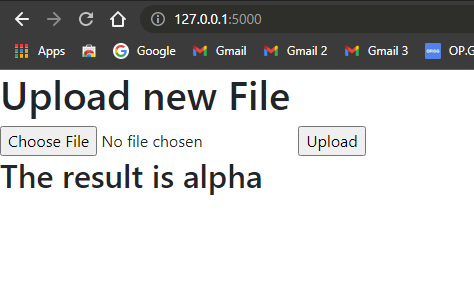 127.0.0.1:5000
Apps Google Gmail Gmail 2 Gmail 3 OP.G
Upload new File
Choose File No file chosen Upload
The result is alpha